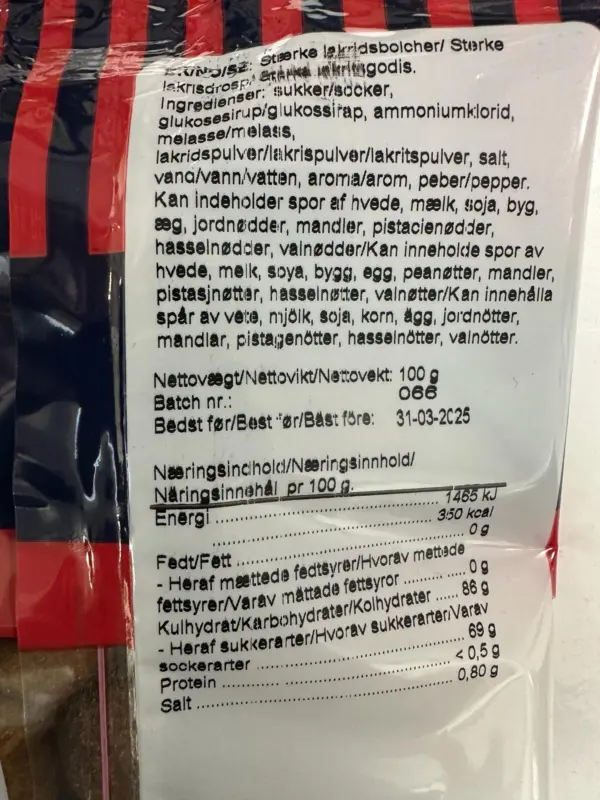 DK/NO/SE: Stærke lakridsbolcher/ Sterke
lakrisdrops/ Starka lakritsgodis.
Ingredienser: sukker/socker,
glukosesirup/glukossirap, ammoniumklorid,
melasse/melass,
lakridspulver/lakrispulver/lakritspulver, salt,
vand/vann/vatten, aroma/arom, peber/pepper.
Kan indeholder spor af hvede, mælk, soja, byg,
æg, jordnødder, mandler, pistacienødder,
hasselnødder, valnødder/Kan inneholde spor av
hvede, melk, soya, bygg, egg, peanøtter, mandler,
pistasjnøtter, hasselnøtter, valnøtter/Kan innehålla
spår av vete, mjölk, soja, korn, ägg, jordnötter,
mandlar, pistagenötter, hasselnötter, valnötter.
Nettovægt/Nettovikt/Nettovekt: 100 g
Batch nr.: 066
Bedst før/Best før/Bäst före: 31-03-2025
Næringsindhold/Næringsinnhold/
Näringsinnehål pr 100 g.
Energi .......... 1465 kJ
.......... 350 kcal
Fedt/Fett .......... 0 g
- Heraf mættede fedtsyrer/Hvorav mettede
fettsyrer/Varav mättade fettsyror .......... 0 g
Kulhydrat/Karbohydrater/Kolhydrater ...... 86 g
- Heraf sukkerarter/Hvorav sukkerarter/Varav
sockerarter .......... 69 g
Protein .......... < 0,5 g
Salt .......... 0,80 g